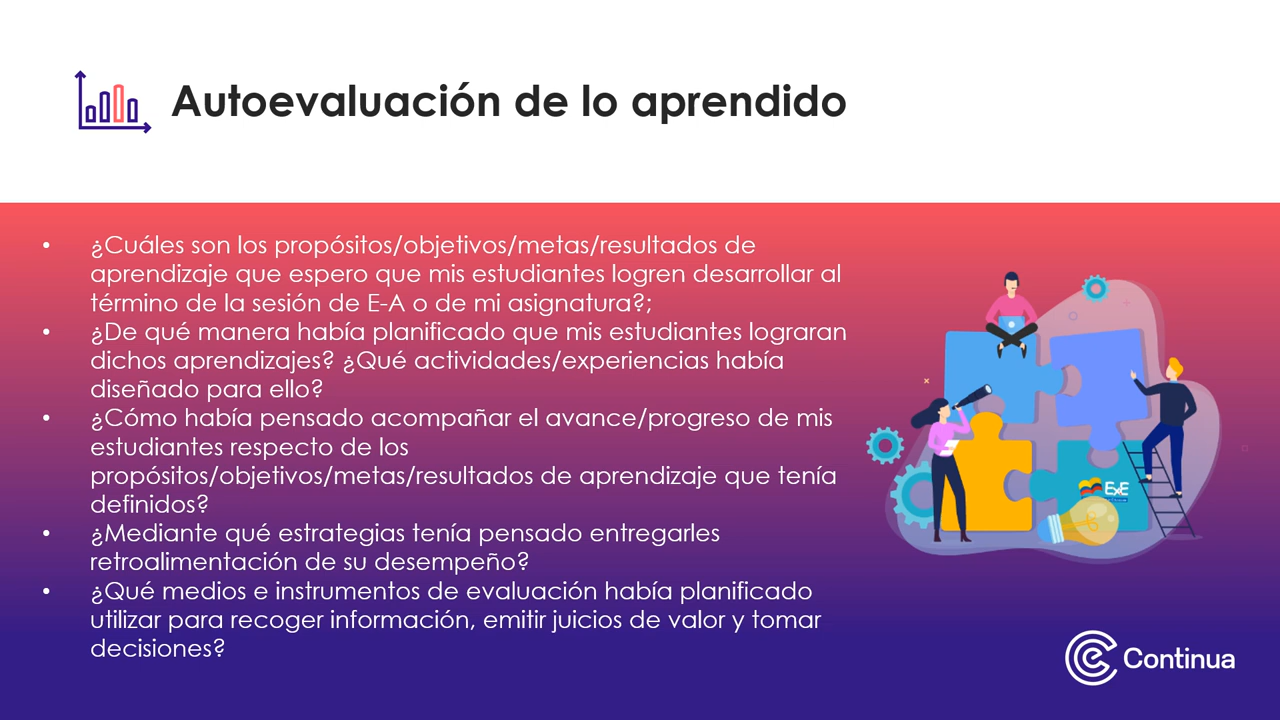 Autoevaluación de lo aprendido
• ¿Cuáles son los propósitos/objetivos/metas/resultados de
aprendizaje que espero que mis estudiantes logren desarrollar al
término de la sesión de E-A o de mi asignatura?;
• ¿De qué manera había planificado que mis estudiantes lograran
dichos aprendizajes? ¿Qué actividades/experiencias había
diseñado para ello?
• ¿Cómo había pensado acompañar el avance/progreso de mis
estudiantes respecto de los
propósitos/objetivos/metas/resultados de aprendizaje que tenía
definidos?
• ¿Mediante qué estrategias tenía pensado entregarles
retroalimentación de su desempeño?
• ¿Qué medios e instrumentos de evaluación había planificado
utilizar para recoger información, emitir juicios de valor y tomar
decisiones?
ExE
Continua